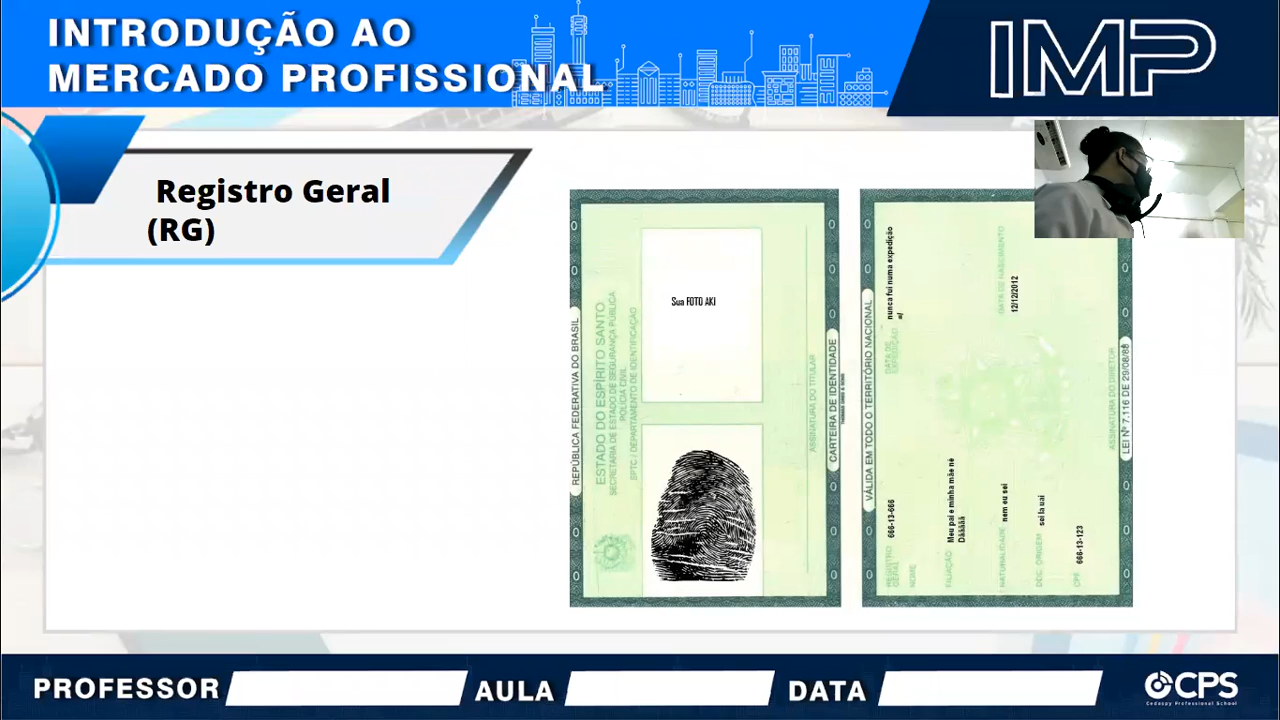 INTRODUÇÃO AO
MERCADO PROFISSIONAL
IMP
Registro Geral
(RG)
REPÚBLICA FEDERATIVA DO BRASIL
ESTADO DO ESPÍRITO SANTO
SECRETARIA DE ESTADO DE SEGURANÇA PÚBLICA
POLÍCIA CIVIL
SPTC / DEPARTAMENTO DE IDENTIFICAÇÃO
Sua FOTO AKI
ASSINATURA DO TITULAR
CARTEIRA DE IDENTIDADE
VÁLIDA EM TODO O TERRITÓRIO NACIONAL
REGISTRO
GERAL
666-13-666
DATA DE
EXPEDIÇÃO
nunca fui numa expedição
o/
NOME
FILIAÇÃO
Meu pai e minha mãe né
Dããããã
NATURALIDADE
nem eu sei
DATA DE NASCIMENTO
12/12/2012
DOC. ORIGEM
sei la uai
CPF
666-13-123
ASSINATURA DO DIRETOR
LEI Nº 7.116 DE 29/08/83
PROFESSOR
AULA
DATA
CPS
Cedaspy Professional School